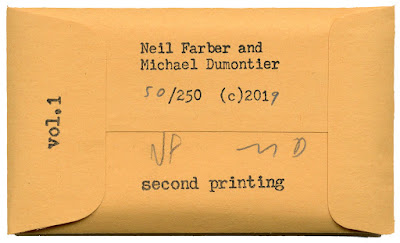 Neil Farber and
Michael Dumontier
50/250 (c)2019
vol.1
NF MD
second printing